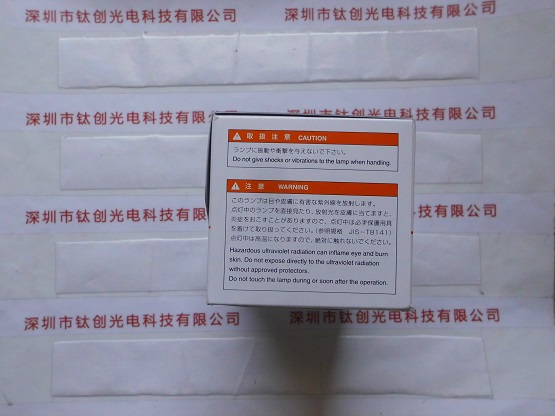 深圳市钛创光电科技有限公司 深圳市钛创光电科技有限公司
深圳市钛创光电科技有限公司 深圳市钛创光电科技有限公司
取扱注意 CAUTION
ランプに振動や衝撃を与えないで下さい。
Do not give shocks or vibrations to the lamp when handling.
注意 WARNING
このランプは目や皮膚に有害な紫外線を放射します。
点灯中のランプを直接見たり、放射光を皮膚に当てますと、
炎症をおこすことがありますので、点灯中は必ず保護用具
を着けて取り扱ってください。(参照規格 JIS-T8141)
点灯中は高温になりますので、絶対に触れないでください。
Hazardous ultraviolet radiation can inflame eye and burn
skin. Do not expose directly to the ultraviolet radiation
without approved protectors.
Do not touch the lamp during or soon after the operation.
深圳市钛创光电科技有限公司
深圳市钛创光电科技有限公司 深圳市钛创光电科技有限公司